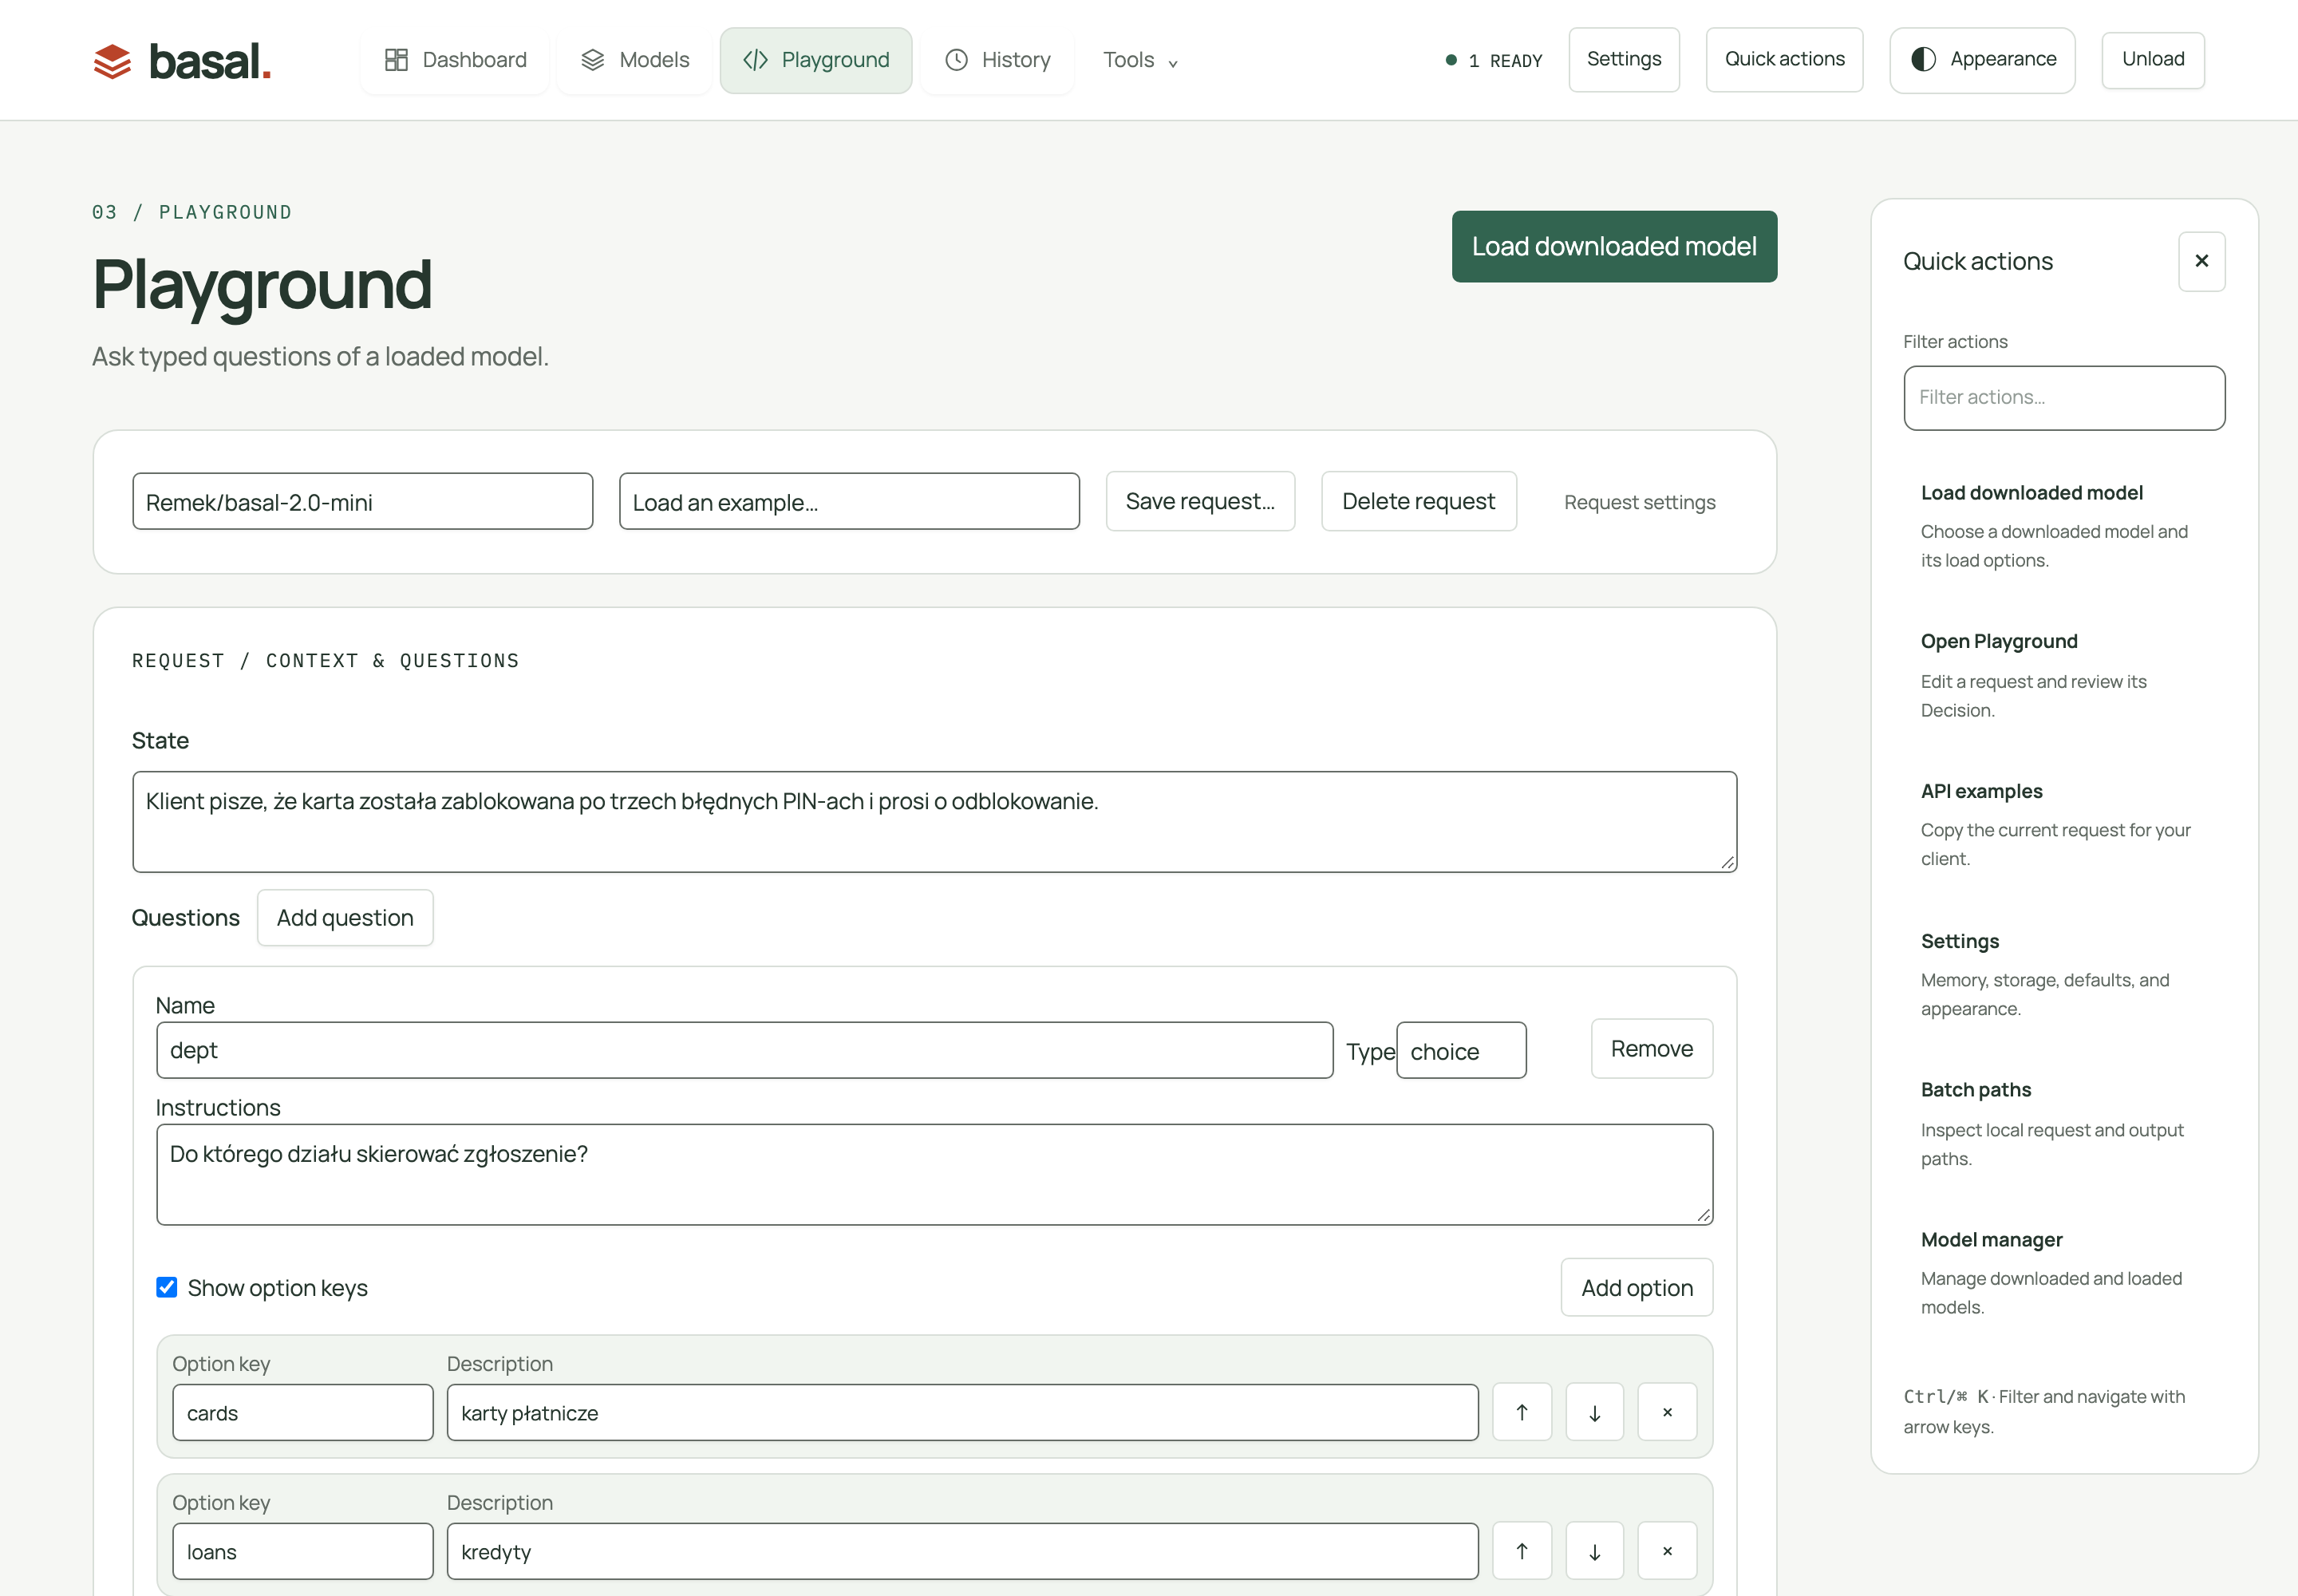 basal.
Dashboard
Models
Playground
History
Tools
1 READY
Settings
Quick actions
Appearance
Unload
03 / PLAYGROUND
Playground
Ask typed questions of a loaded model.
Load downloaded model
Remek/basal-2.0-mini
Load an example...
Save request...
Delete request
Request settings
REQUEST / CONTEXT & QUESTIONS
State
Klient pisze, że karta została zablokowana po trzech błędnych PIN-ach i prosi o odblokowanie.
Questions
Add question
Name
dept
Type
choice
Remove
Instructions
Do którego działu skierować zgłoszenie?
Show option keys
Add option
Option key
Description
cards
karty płatnicze
↑
↓
×
Option key
Description
loans
kredyty
↑
↓
×
Quick actions
×
Filter actions
Filter actions...
Load downloaded model
Choose a downloaded model and
its load options.
Open Playground
Edit a request and review its
Decision.
API examples
Copy the current request for your
client.
Settings
Memory, storage, defaults, and
appearance.
Batch paths
Inspect local request and output
paths.
Model manager
Manage downloaded and loaded
models.
Ctrl/⌘ K · Filter and navigate with
arrow keys.